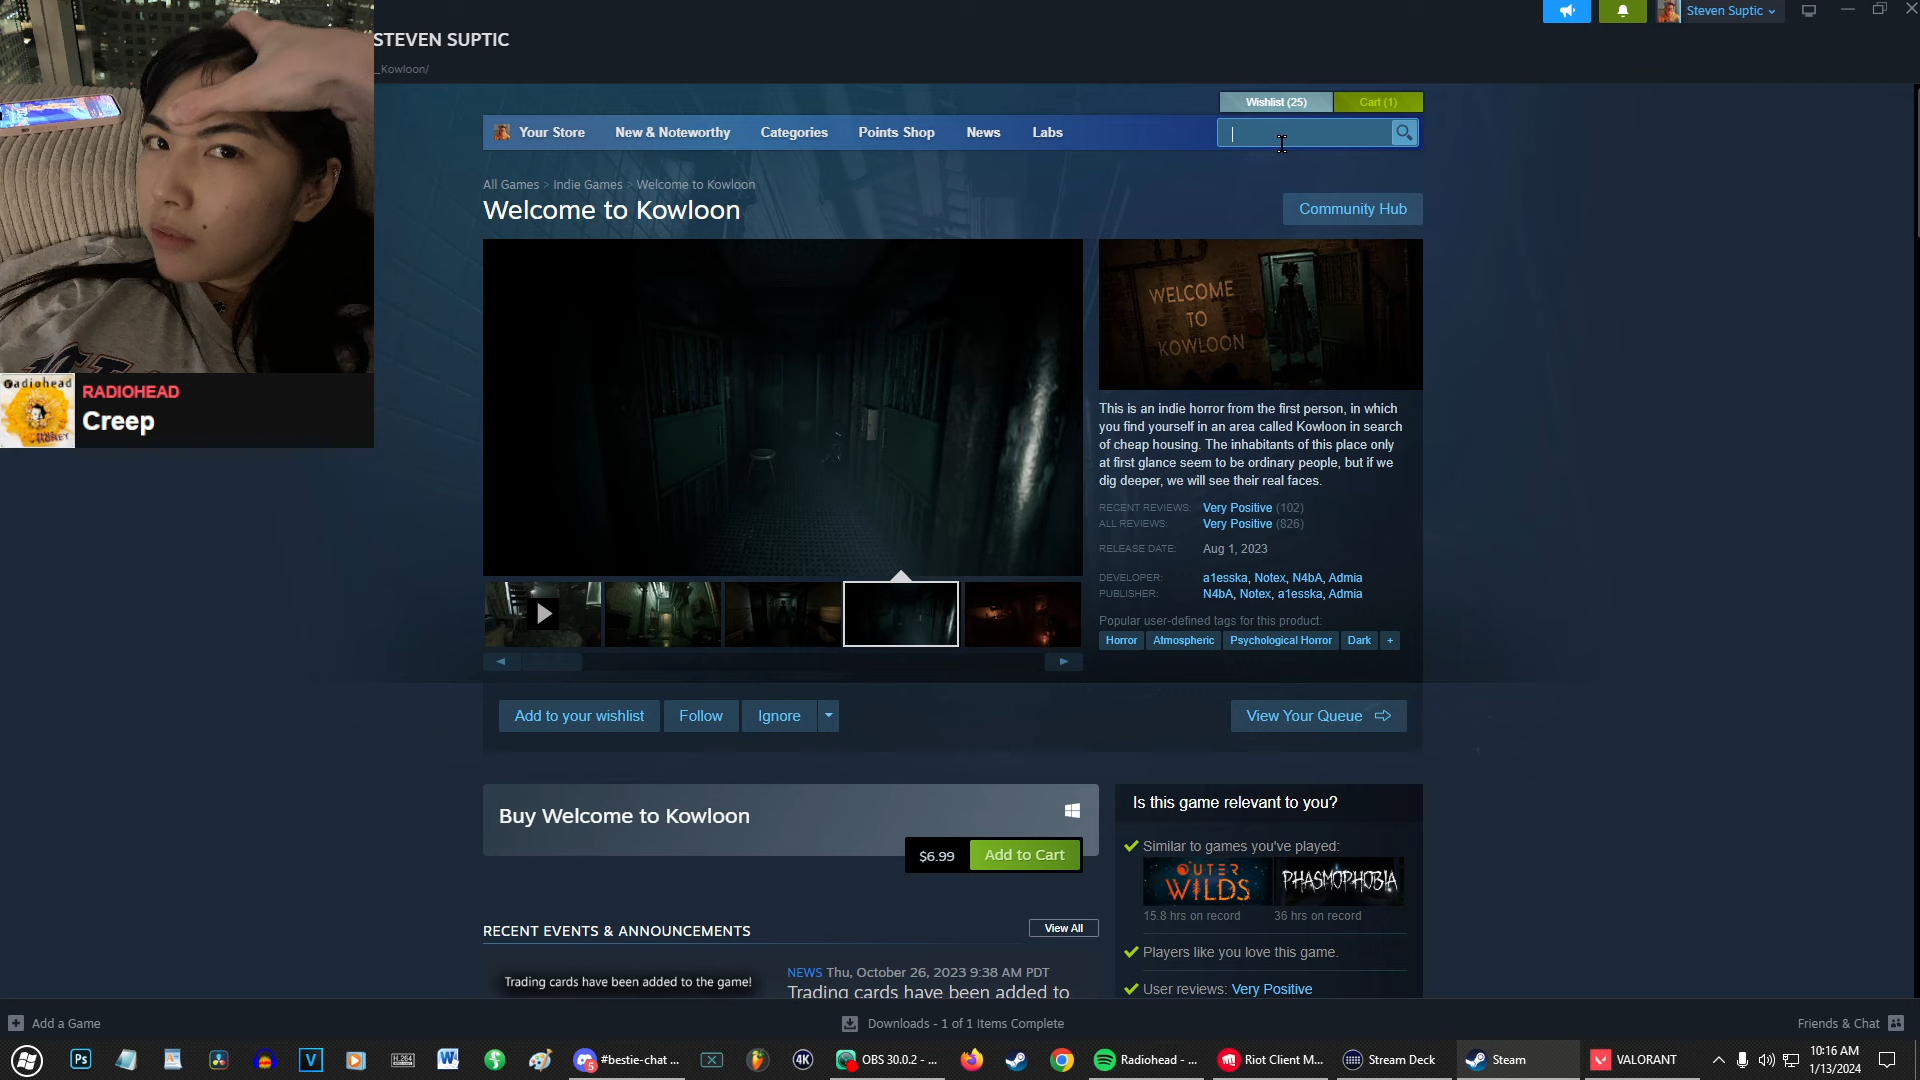 STEVEN SUPTIC
Steven Suptic
_Kowloon/
Wishlist (25)
Cart (1)
Your Store
New & Noteworthy
Categories
Points Shop
News
Labs
All Games > Indie Games > Welcome to Kowloon
Welcome to Kowloon
Community Hub
WELCOME
TO
KOWLOON
This is an indie horror from the first person, in which
you find yourself in an area called Kowloon in search
of cheap housing. The inhabitants of this place only
at first glance seem to be ordinary people, but if we
dig deeper, we will see their real faces.
RECENT REVIEWS: Very Positive (102)
ALL REVIEWS: Very Positive (826)
RELEASE DATE: Aug 1, 2023
DEVELOPER: a1esska, Notex, N4bA, Admia
PUBLISHER: N4bA, Notex, a1esska, Admia
Popular user-defined tags for this product:
Horror
Atmospheric
Psychological Horror
Dark
+
radiohead
RADIOHEAD
Creep
Add to your wishlist
Follow
Ignore
View Your Queue
Buy Welcome to Kowloon
$6.99
Add to Cart
Is this game relevant to you?
Similar to games you've played:
OUTER
WILDS
PHASMOPHOBIA
15.8 hrs on record
36 hrs on record
Players like you love this game.
User reviews: Very Positive
RECENT EVENTS & ANNOUNCEMENTS
View All
Trading cards have been added to the game!
NEWS Thu, October 26, 2023 9:38 AM PDT
Trading cards have been added to
Add a Game
Downloads - 1 of 1 Items Complete
Friends & Chat
Ps
V
H.264
W
5
#bestie-chat ...
4K
OBS 30.0.2 - ...
Radiohead - ...
Riot Client M...
Stream Deck
Steam
VALORANT
10:16 AM
1/13/2024